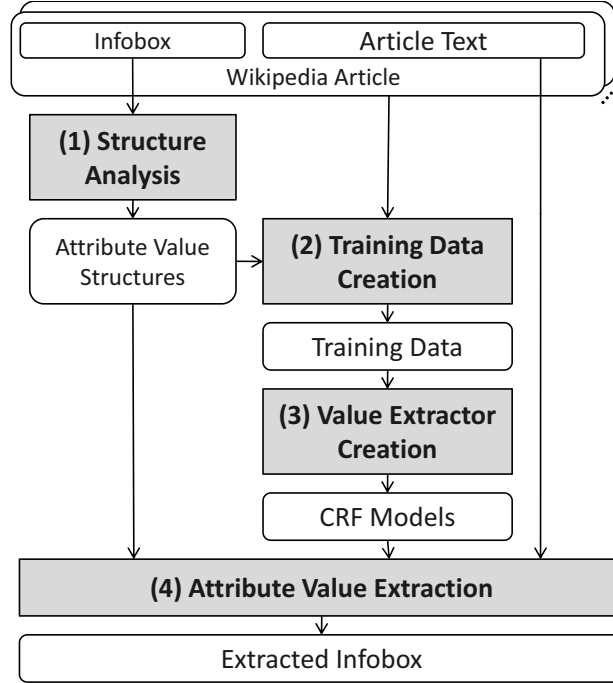 Infobox
Article Text
Wikipedia Article
(1) Structure
Analysis
Attribute Value
Structures
(2) Training Data
Creation
Training Data
(3) Value Extractor
Creation
CRF Models
(4) Attribute Value Extraction
Extracted Infobox